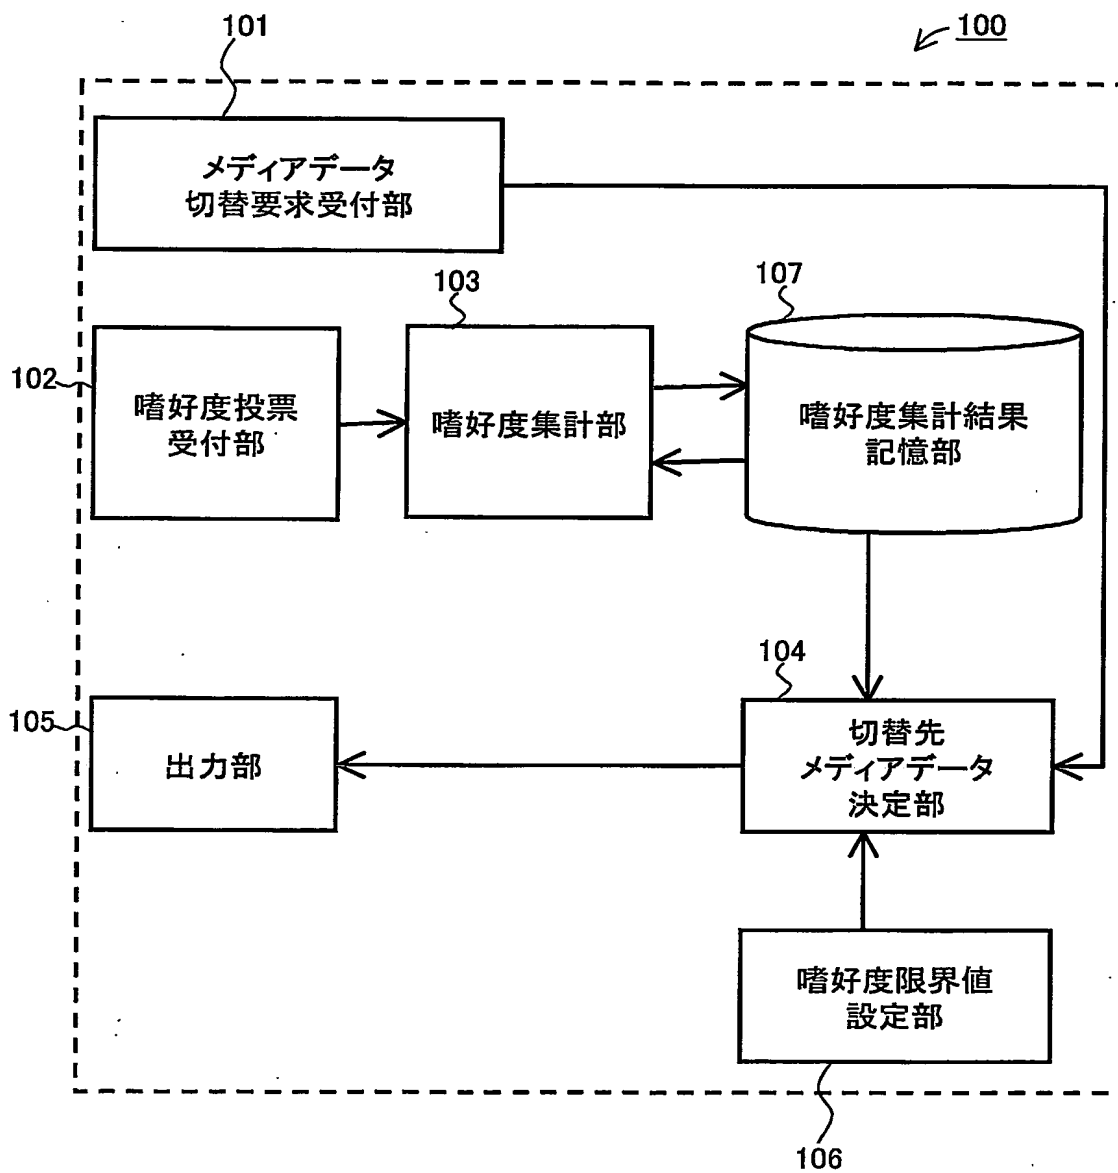 101
100
メディアデータ
切替要求受付部
103
107
102
嗜好度投票
受付部
嗜好度集計部
嗜好度集計結果
記憶部
104
105
出力部
切替先
メディアデータ
決定部
嗜好度限界値
設定部
106